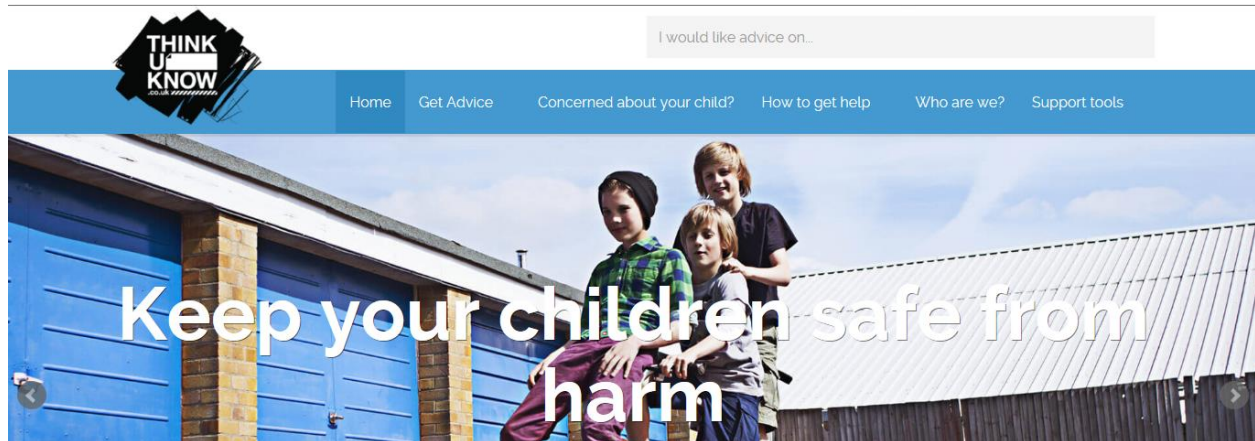 THINK
U
KNOW
.co.uk
I would like advice on...
Home Get Advice Concerned about your child? How to get help Who are we? Support tools
Keep your children safe from
harm